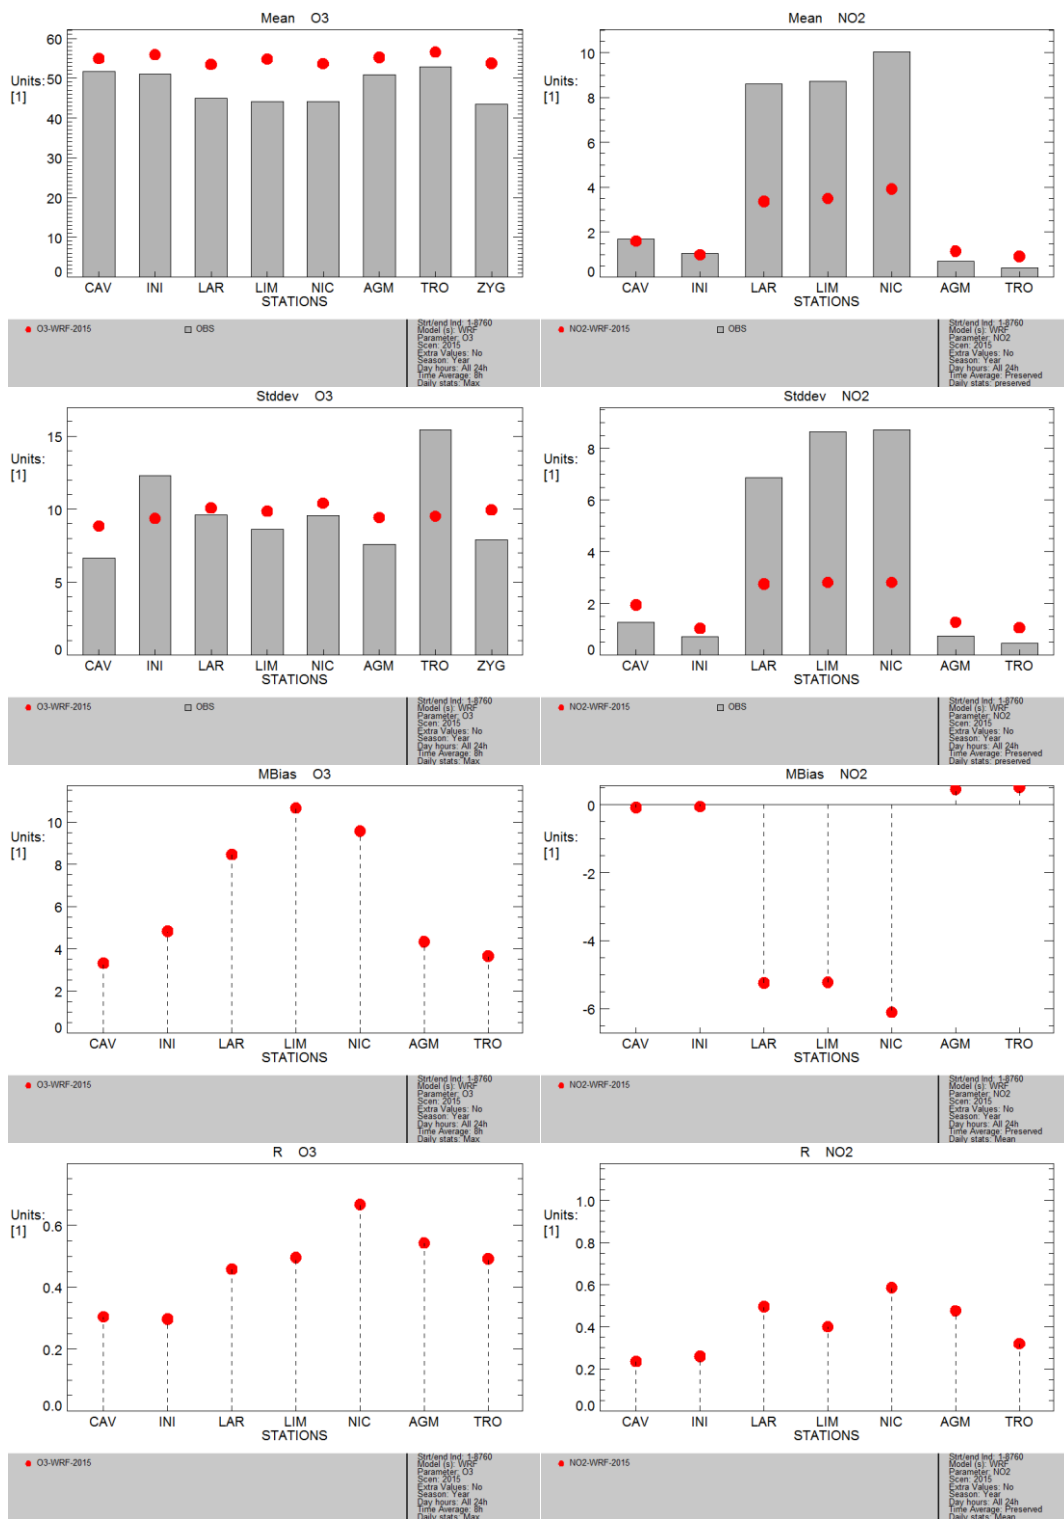 Mean O3
60
50
40
30
20
10
0
Units:
[1]
CAV INI LAR LIM NIC AGM TRO ZYG
STATIONS
O3-WRF-2015 OBS
Strt/end Ind: 1-8760
Model (s): WRF
Parameter: O3
Scen: 2015
Extra Values: No
Season: Year
Day hours: All 24h
Time Average: 8h
Daily stats: Max
Mean NO2
10
8
6
4
2
0
Units:
[1]
CAV INI LAR LIM NIC AGM TRO
STATIONS
NO2-WRF-2015 OBS
Strt/end Ind: 1-8760
Model (s): WRF
Parameter: NO2
Scen: 2015
Extra Values: No
Season: Year
Day hours: All 24h
Time Average: Preserved
Daily stats: preserved
Stddev O3
15
10
5
0
Units:
[1]
CAV INI LAR LIM NIC AGM TRO ZYG
STATIONS
O3-WRF-2015 OBS
Strt/end Ind: 1-8760
Model (s): WRF
Parameter: O3
Scen: 2015
Extra Values: No
Season: Year
Day hours: All 24h
Time Average: 8h
Daily stats: Max
Stddev NO2
8
6
4
2
0
Units:
[1]
CAV INI LAR LIM NIC AGM TRO
STATIONS
NO2-WRF-2015 OBS
Strt/end Ind: 1-8760
Model (s): WRF
Parameter: NO2
Scen: 2015
Extra Values: No
Season: Year
Day hours: All 24h
Time Average: Preserved
Daily stats: preserved
MBias O3
10
8
6
4
2
0
Units:
[1]
CAV INI LAR LIM NIC AGM TRO
STATIONS
O3-WRF-2015
Strt/end Ind: 1-8760
Model (s): WRF
Parameter: O3
Scen: 2015
Extra Values: No
Season: Year
Day hours: All 24h
Time Average: 8h
Daily stats: Max
MBias NO2
0
-2
-4
-6
Units:
[1]
CAV INI LAR LIM NIC AGM TRO
STATIONS
NO2-WRF-2015
Strt/end Ind: 1-8760
Model (s): WRF
Parameter: NO2
Scen: 2015
Extra Values: No
Season: Year
Day hours: All 24h
Time Average: Preserved
Daily stats: Mean
R O3
0.6
0.4
0.2
0.0
Units:
[1]
CAV INI LAR LIM NIC AGM TRO
STATIONS
O3-WRF-2015
Strt/end Ind: 1-8760
Model (s): WRF
Parameter: O3
Scen: 2015
Extra Values: No
Season: Year
Day hours: All 24h
Time Average: 8h
Daily stats: Max
R NO2
1.0
0.8
0.6
0.4
0.2
0.0
Units:
[1]
CAV INI LAR LIM NIC AGM TRO
STATIONS
NO2-WRF-2015
Strt/end Ind: 1-8760
Model (s): WRF
Parameter: NO2
Scen: 2015
Extra Values: No
Season: Year
Day hours: All 24h
Time Average: Preserved
Daily stats: Mean